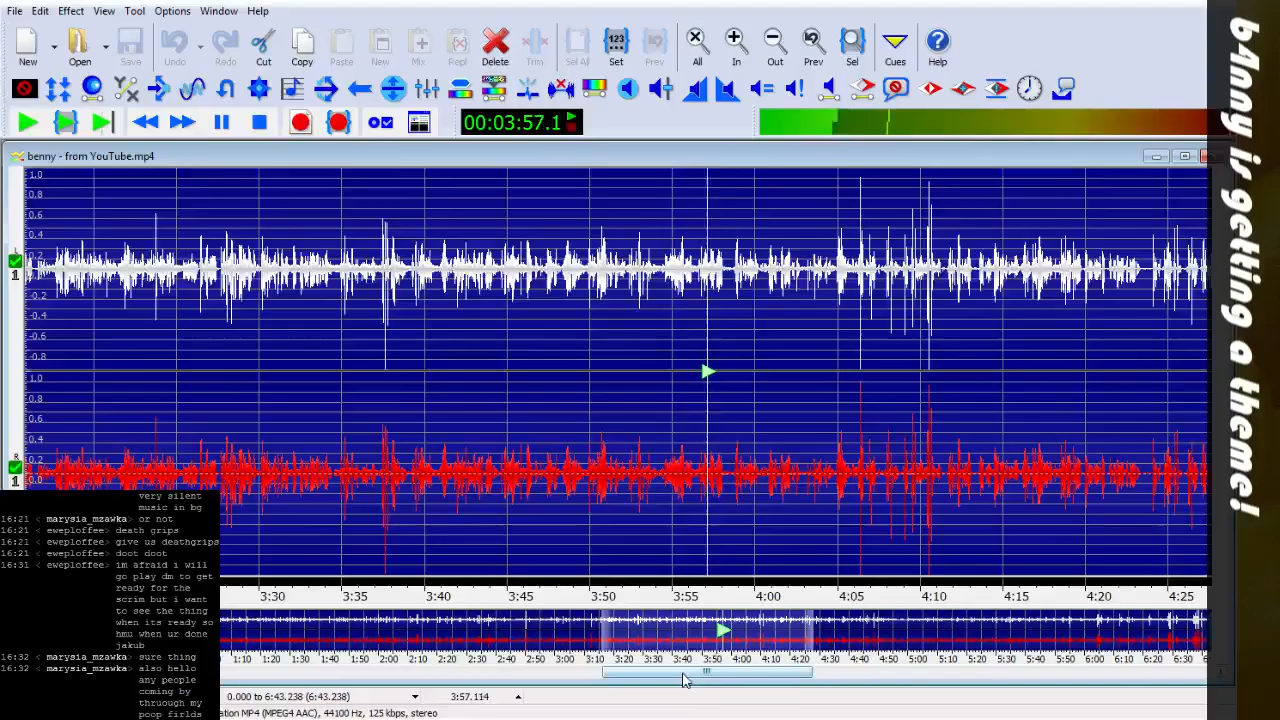 File Edit Effect View Tool Options Window Help
New Open Save Undo Redo Cut Copy Paste New Mix Repl Delete Trim Sel All Set Prev All In Out Prev Sel Cues Help
123
00:03:57.1
benny - from YouTube.mp4
1.0
0.8
0.6
0.4
0.2
-0.2
-0.4
-0.6
-0.8
L
1
1.0
0.8
0.6
0.4
0.2
0.0
R
1
3:30 3:35 3:40 3:45 3:50 3:55 4:00 4:05 4:10 4:15 4:20 4:25
1:10 1:20 1:30 1:40 1:50 2:00 2:10 2:20 2:30 2:40 2:50 3:00 3:10 3:20 3:30 3:40 3:50 4:00 4:10 4:20 4:30 4:40 4:50 5:00 5:10 5:20 5:30 5:40 5:50 6:00 6:10 6:20 6:30
0.000 to 6:43.238 (6:43.238) 3:57.114
ation MP4 (MPEG4 AAC), 44100 Hz, 125 kbps, stereo
very silent
music in bg
16:21 < marysia_mzawka> or not
16:21 < eweploffee> death grips
16:21 < eweploffee> give us deathgrips
16:21 < eweploffee> doot doot
16:31 < eweploffee> im afraid i will
go play dm to get
ready for the
scrim but i want
to see the thing
when its ready so
hmu when ur done
jakub
16:32 < marysia_mzawka> sure thing
16:32 < marysia_mzawka> also hello
any people
coming by
thruough my
poop firlds
b4nny is getting a theme!